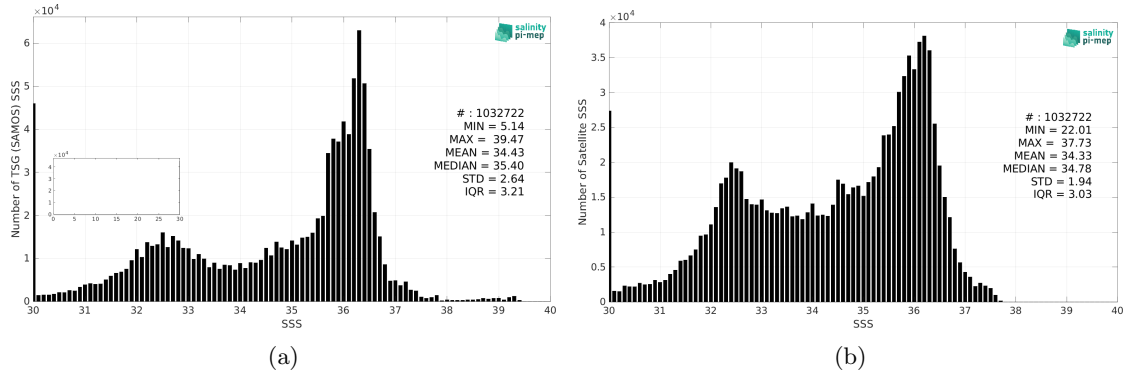 ×10⁴
6
5
4
3
2
1
0
Number of TSG (SAMOS) SSS
salinity
pi-mep
# : 1032722
MIN = 5.14
MAX = 39.47
MEAN = 34.43
MEDIAN = 35.40
STD = 2.64
IQR = 3.21
×10⁴
4
3
2
1
0
0 5 10 15 20 25 30
30 31 32 33 34 35 36 37 38 39 40
SSS
(a)
×10⁴
4
3.5
3
2.5
2
1.5
1
0.5
0
Number of Satellite SSS
salinity
pi-mep
# : 1032722
MIN = 22.01
MAX = 37.73
MEAN = 34.33
MEDIAN = 34.78
STD = 1.94
IQR = 3.03
30 31 32 33 34 35 36 37 38 39 40
SSS
(b)